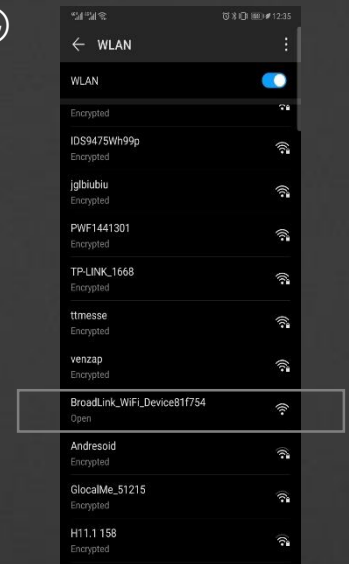 12:35
WLAN
WLAN
Encrypted
IDS9475Wh99p
Encrypted
jglbiubiu
Encrypted
PWF1441301
Encrypted
TP-LINK_1668
Encrypted
ttmesse
Encrypted
venzap
Encrypted
BroadLink_WiFi_Device81f754
Open
Andresoid
Encrypted
GlocalMe_51215
Encrypted
H11.1 158
Encrypted